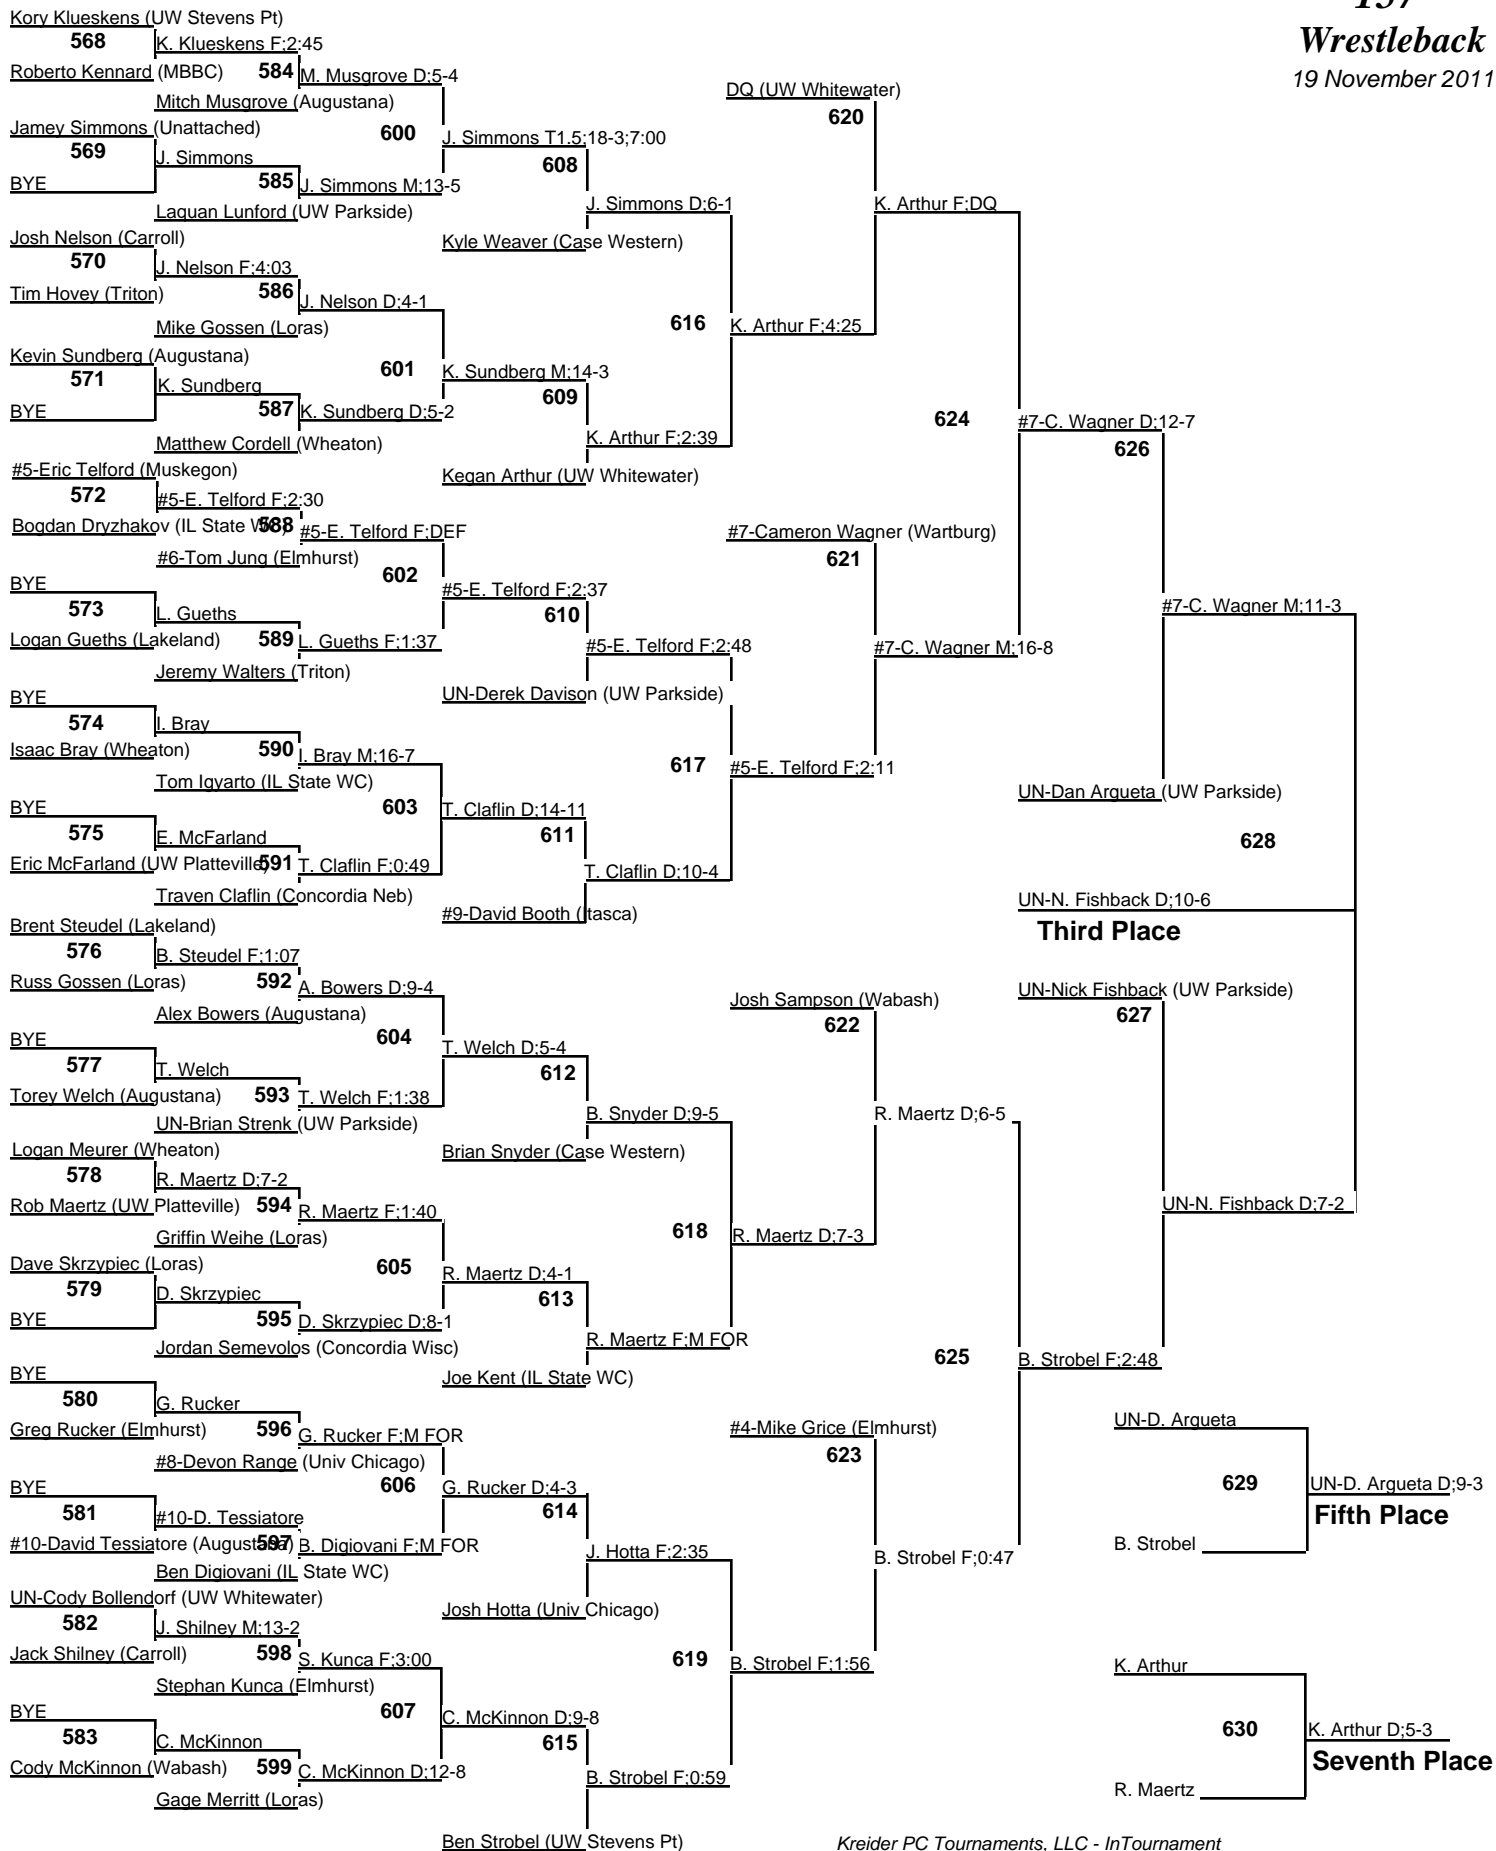 Wrestleback
19 November 2011
Kory Klueskens (UW Stevens Pt)
568
K. Klueskens F;2:45
Roberto Kennard (MBBC)
584
M. Musgrove D;5-4
Mitch Musgrove (Augustana)
600
Jamey Simmons (Unattached)
569
J. Simmons
BYE
585
J. Simmons M;13-5
Laquan Lunford (UW Parkside)
J. Simmons T1.5;18-3;7:00
608
J. Simmons D;6-1
Kyle Weaver (Case Western)
Josh Nelson (Carroll)
570
J. Nelson F;4:03
Tim Hovey (Triton)
586
J. Nelson D;4-1
Mike Gossen (Loras)
601
Kevin Sundberg (Augustana)
571
K. Sundberg
BYE
587
K. Sundberg D;5-2
Matthew Cordell (Wheaton)
K. Sundberg M;14-3
609
K. Arthur F;2:39
Kegan Arthur (UW Whitewater)
616
K. Arthur F;4:25
DQ (UW Whitewater)
620
K. Arthur F;DQ
#5-Eric Telford (Muskegon)
572
#5-E. Telford F;2:30
Bogdan Dryzhakov (IL State WC)
588
#5-E. Telford F;DEF
#6-Tom Jung (Elmhurst)
602
BYE
573
L. Gueths
Logan Gueths (Lakeland)
589
L. Gueths F;1:37
Jeremy Walters (Triton)
#5-E. Telford F;2:37
610
#5-E. Telford F;2:48
UN-Derek Davison (UW Parkside)
BYE
574
I. Bray
Isaac Bray (Wheaton)
590
I. Bray M;16-7
Tom Igyarto (IL State WC)
603
BYE
575
E. McFarland
Eric McFarland (UW Platteville)
591
T. Claflin F;0:49
Traven Claflin (Concordia Neb)
T. Claflin D;14-11
611
T. Claflin D;10-4
#9-David Booth (Itasca)
617
#5-E. Telford F;2:11
#7-Cameron Wagner (Wartburg)
621
#7-C. Wagner M;16-8
624
#7-C. Wagner D;12-7
626
#7-C. Wagner M;11-3
UN-Dan Argueta (UW Parkside)
628
UN-N. Fishback D;10-6
Third Place
Brent Steudel (Lakeland)
576
B. Steudel F;1:07
Russ Gossen (Loras)
592
A. Bowers D;9-4
Alex Bowers (Augustana)
604
BYE
577
T. Welch
Torey Welch (Augustana)
593
T. Welch F;1:38
UN-Brian Strenk (UW Parkside)
T. Welch D;5-4
612
B. Snyder D;9-5
Brian Snyder (Case Western)
Logan Meurer (Wheaton)
578
R. Maertz D;7-2
Rob Maertz (UW Platteville)
594
R. Maertz F;1:40
Griffin Weihe (Loras)
605
Dave Skrzypiec (Loras)
579
D. Skrzypiec
BYE
595
D. Skrzypiec D;8-1
Jordan Semevolos (Concordia Wisc)
R. Maertz D;4-1
613
R. Maertz F;M FOR
Joe Kent (IL State WC)
618
R. Maertz D;7-3
Josh Sampson (Wabash)
622
R. Maertz D;6-5
UN-Nick Fishback (UW Parkside)
627
UN-N. Fishback D;7-2
625
B. Strobel F;2:48
BYE
580
G. Rucker
Greg Rucker (Elmhurst)
596
G. Rucker F;M FOR
#8-Devon Range (Univ Chicago)
606
BYE
581
#10-D. Tessiatore
#10-David Tessiatore (Augustana)
597
B. Digiovani F;M FOR
Ben Digiovani (IL State WC)
G. Rucker D;4-3
614
J. Hotta F;2:35
Josh Hotta (Univ Chicago)
UN-Cody Bollendorf (UW Whitewater)
582
J. Shilney M;13-2
Jack Shilney (Carroll)
598
S. Kunca F;3:00
Stephan Kunca (Elmhurst)
607
BYE
583
C. McKinnon
Cody McKinnon (Wabash)
599
C. McKinnon D;12-8
Gage Merritt (Loras)
C. McKinnon D;9-8
615
B. Strobel F;0:59
Ben Strobel (UW Stevens Pt)
619
B. Strobel F;1:56
#4-Mike Grice (Elmhurst)
623
B. Strobel F;0:47
UN-D. Argueta
629
UN-D. Argueta D;9-3
Fifth Place
B. Strobel
K. Arthur
630
K. Arthur D;5-3
Seventh Place
R. Maertz
Kreider PC Tournaments, LLC - InTournament